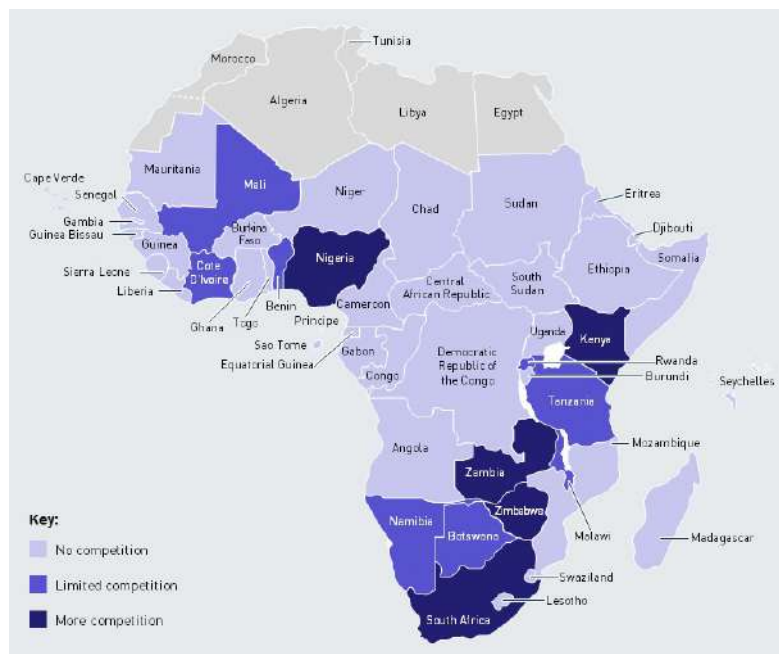 Tunisia
Morocco
Algeria
Libya
Egypt
Mauritania
Mali
Niger
Chad
Sudan
Eritrea
Cape Verde
Senegal
Gambia
Guinea Bissau
Guinea
Burkina
Faso
Nigeria
Djibouti
Somalia
Ethiopia
Sierra Leone
Liberia
Cote
D'Ivoire
Ghana
Togo
Benin
Central
African Republic
South
Sudan
Cameroon
Principe
Sao Tome
Equatorial Guinea
Gabon
Congo
Democratic
Republic of
the Congo
Uganda
Kenya
Rwanda
Burundi
Seychelles
Tanzania
Angola
Mozambique
Zambia
Malawi
Zimbabwe
Namibia
Botswana
Madagascar
Swaziland
Lesotho
South Africa
Key:
No competition
Limited competition
More competition